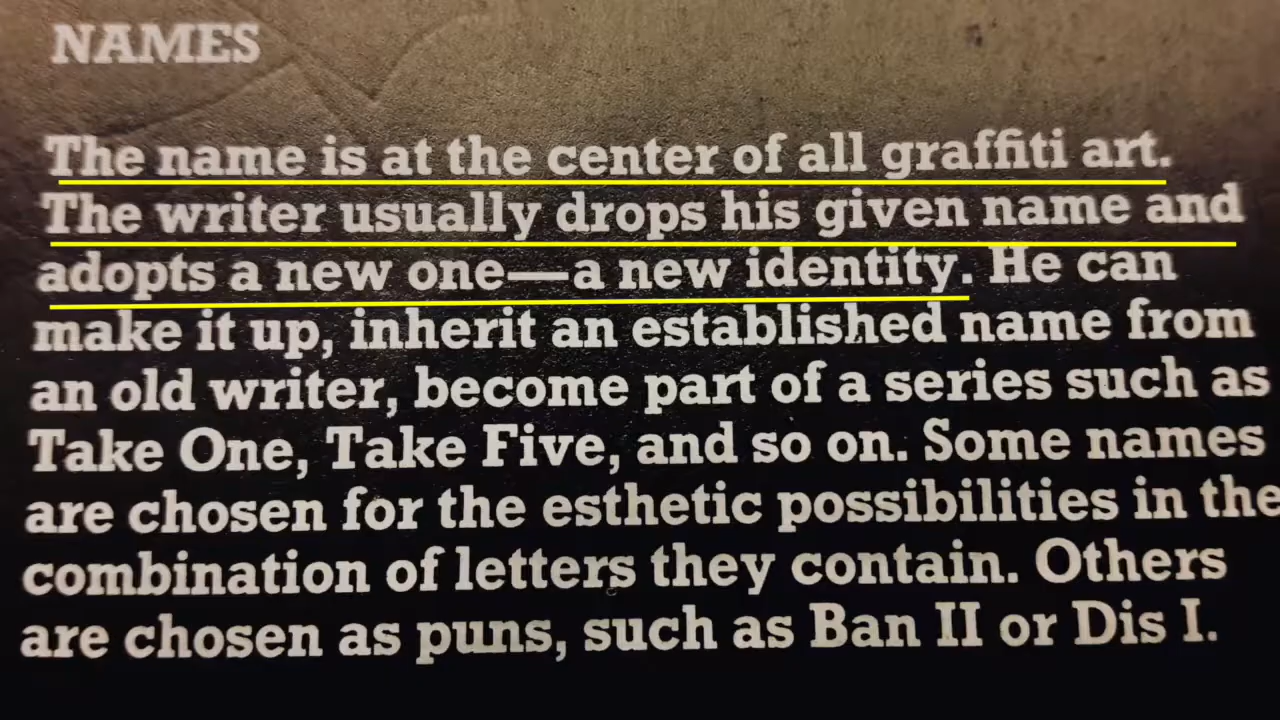 NAMES
The name is at the center of all graffiti art.
The writer usually drops his given name and
adopts a new one—a new identity. He can
make it up, inherit an established name from
an old writer, become part of a series such as
Take One, Take Five, and so on. Some names
are chosen for the esthetic possibilities in the
combination of letters they contain. Others
are chosen as puns, such as Ban II or Dis I.